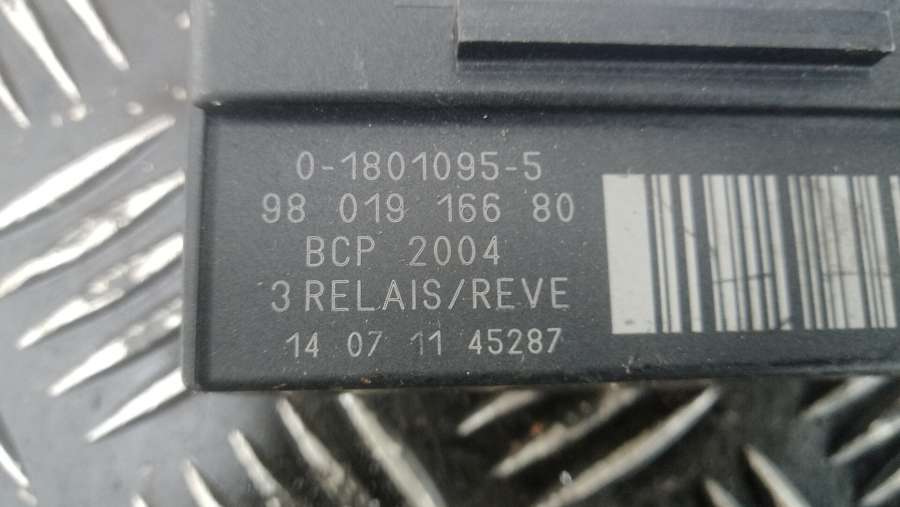 0-1801095-5
98 019 166 80
BCP 2004
3 RELAIS/REVE
14 07 11 45287